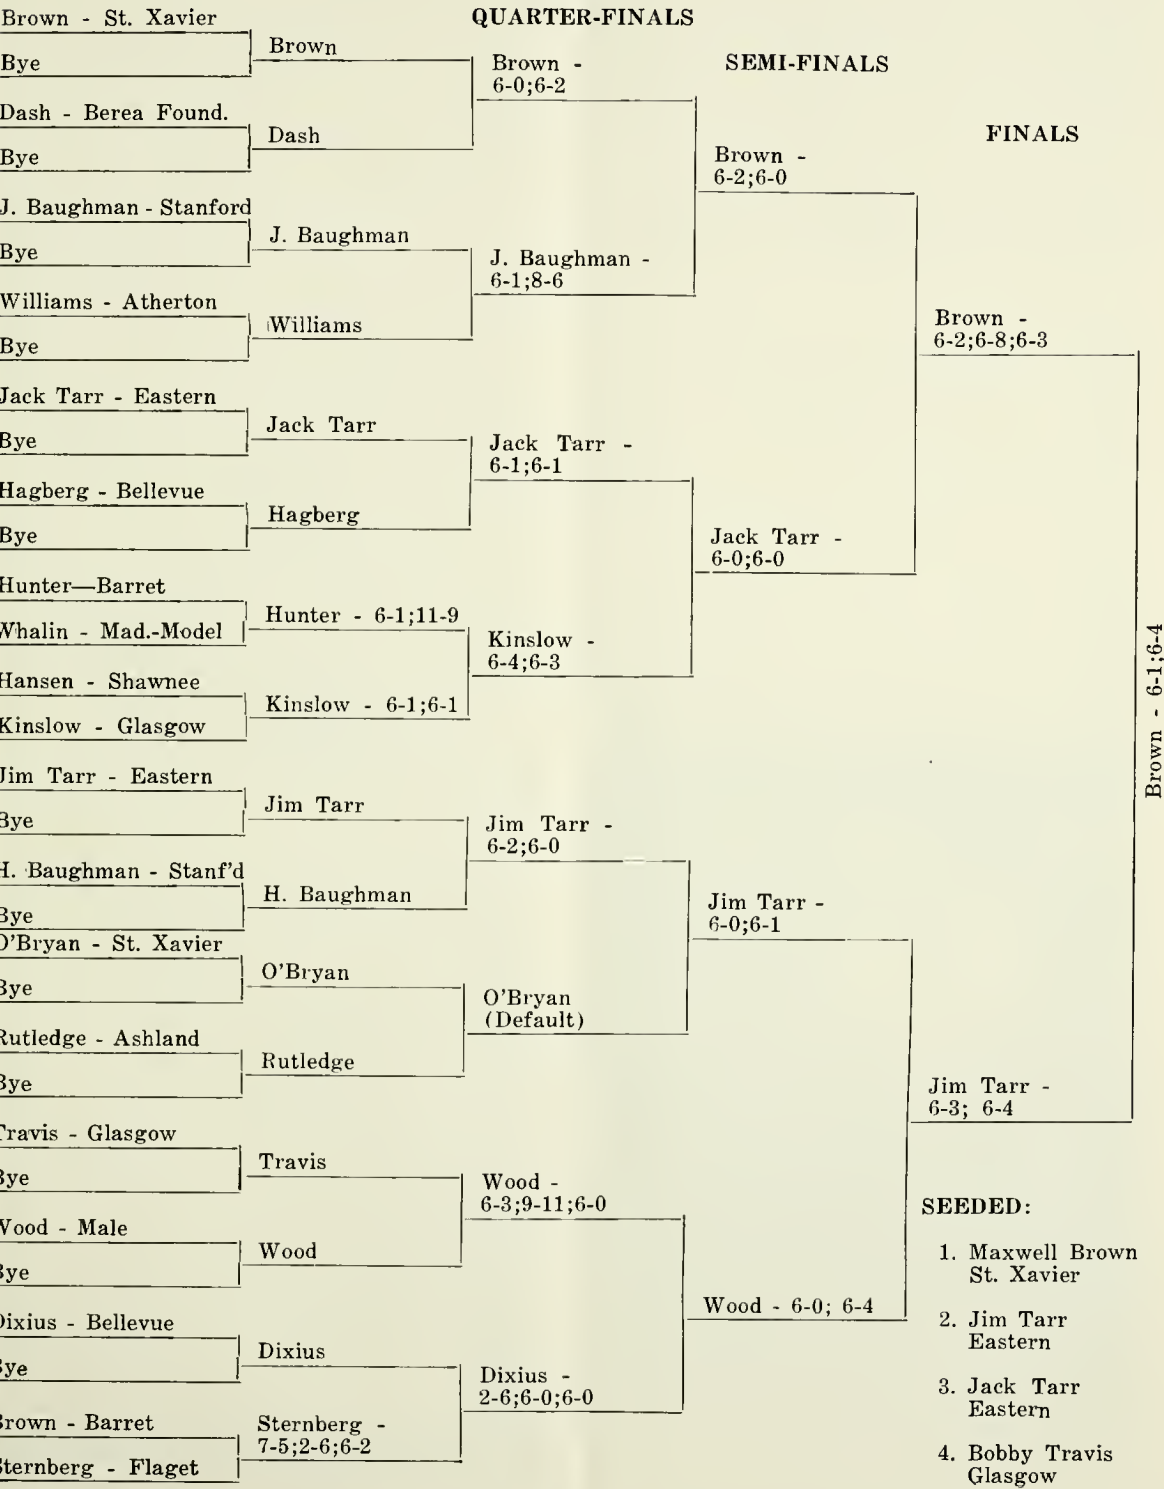 Brown - St. Xavier
Bye
Dash - Berea Found.
Bye
J. Baughman - Stanford
Bye
Williams - Atherton
Bye
Jack Tarr - Eastern
Bye
Hagberg - Bellevue
Bye
Hunter—Barret
Whalin - Mad.-Model
Hansen - Shawnee
Kinslow - Glasgow
Jim Tarr - Eastern
Bye
H. Baughman - Stanf'd
Bye
O'Bryan - St. Xavier
Bye
Rutledge - Ashland
Bye
Travis - Glasgow
Bye
Wood - Male
Bye
Dixius - Bellevue
Bye
Brown - Barret
Sternberg - Flaget
Brown
Dash
J. Baughman
Williams
Jack Tarr
Hagberg
Hunter - 6-1;11-9
Kinslow - 6-1;6-1
Jim Tarr
H. Baughman
O'Bryan
Rutledge
Travis
Wood
Dixius
Sternberg -
7-5;2-6;6-2
QUARTER-FINALS
Brown -
6-0;6-2
J. Baughman -
6-1;8-6
Jack Tarr -
6-1;6-1
Kinslow -
6-4;6-3
Jim Tarr -
6-2;6-0
O'Bryan
(Default)
Wood -
6-3;9-11;6-0
Dixius -
2-6;6-0;6-0
SEMI-FINALS
Brown -
6-2;6-0
Jack Tarr -
6-0;6-0
Jim Tarr -
6-0;6-1
Wood - 6-0; 6-4
FINALS
Brown -
6-2;6-8;6-3
Jim Tarr -
6-3; 6-4
Brown - 6-1;6-4
SEEDED:
1. Maxwell Brown
St. Xavier
2. Jim Tarr
Eastern
3. Jack Tarr
Eastern
4. Bobby Travis
Glasgow